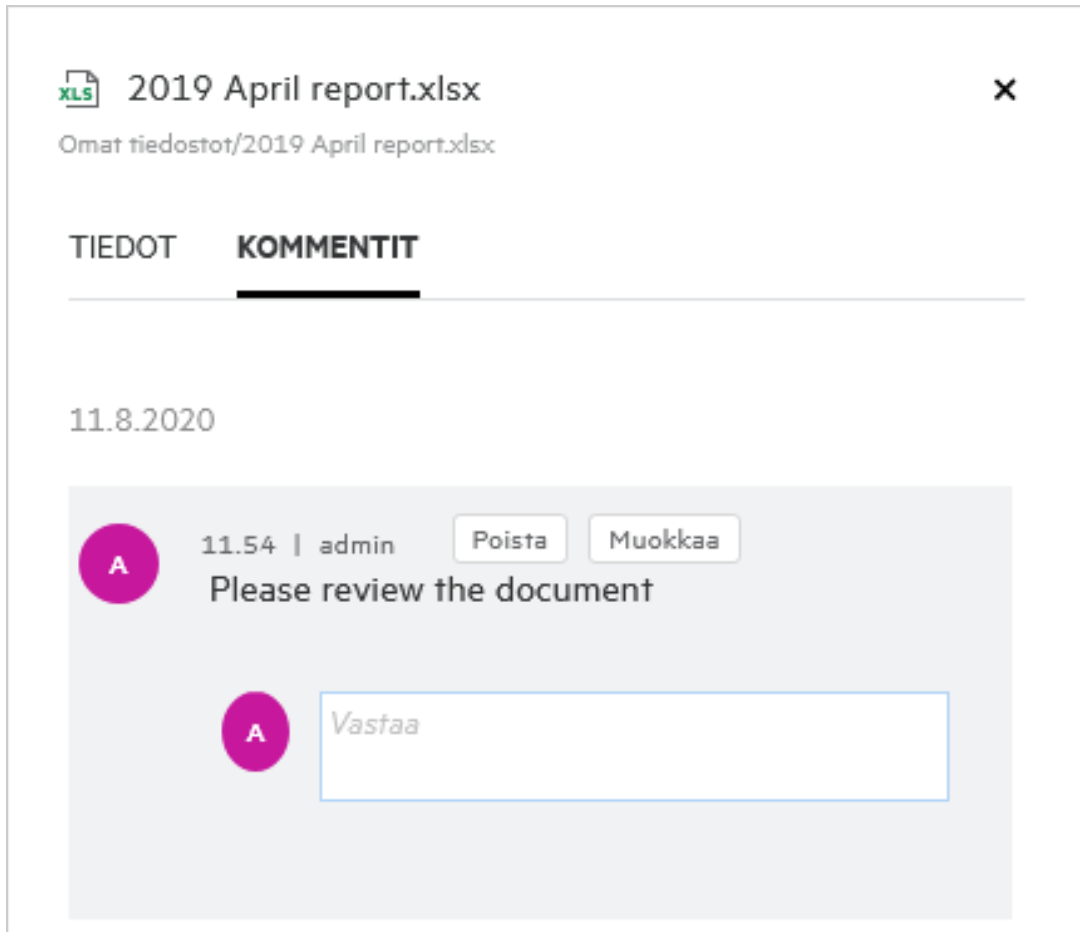 XLS 2019 April report.xlsx ×
Omat tiedostot/2019 April report.xlsx
TIEDOT KOMMENTIT
11.8.2020
A 11.54 | admin Poista Muokkaa
Please review the document
A Vastaa